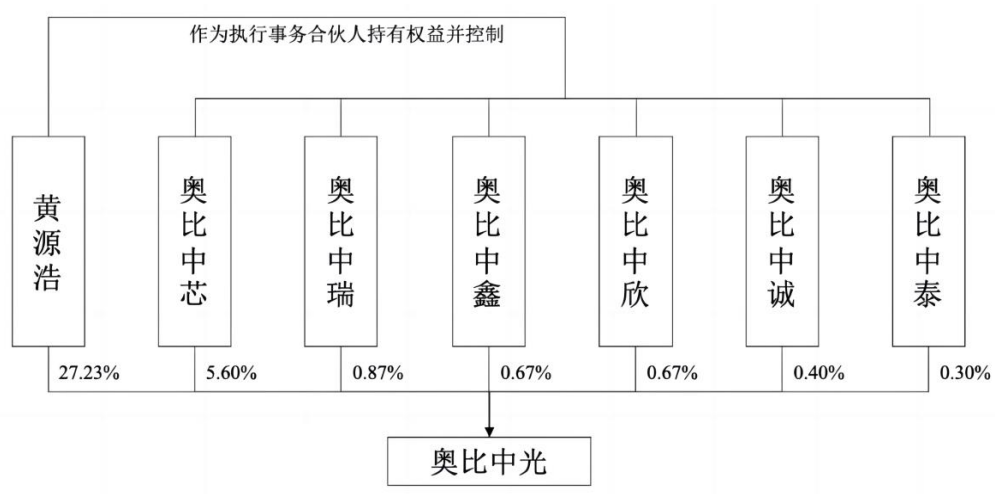 作为执行事务合伙人持有权益并控制
黄源浩
奥比中芯
奥比中瑞
奥比中鑫
奥比中欣
奥比中诚
奥比中泰
27.23%
5.60%
0.87%
0.67%
0.67%
0.40%
0.30%
奥比中光